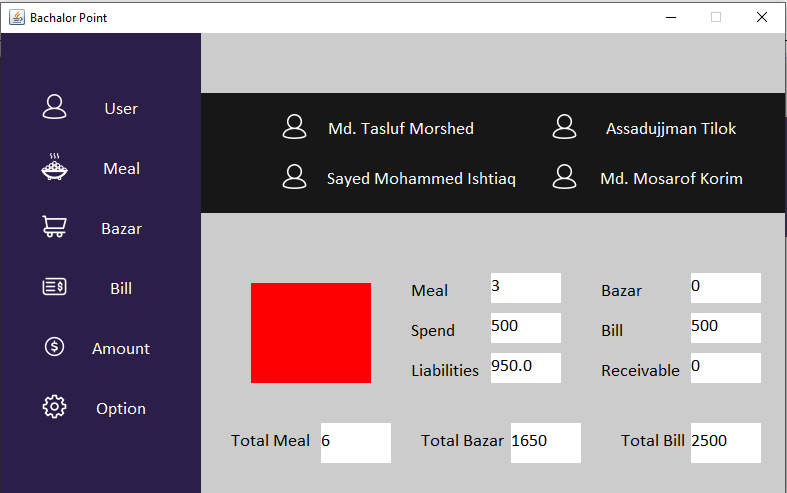 Bachalor Point
User
Meal
Bazar
Bill
Amount
Option
Md. Tasluf Morshed Assadujjman Tilok
Sayed Mohammed Ishtiaq Md. Mosarof Korim
Meal 3 Bazar 0
Spend 500 Bill 500
Liabilities 950.0 Receivable 0
Total Meal 6 Total Bazar 1650 Total Bill 2500